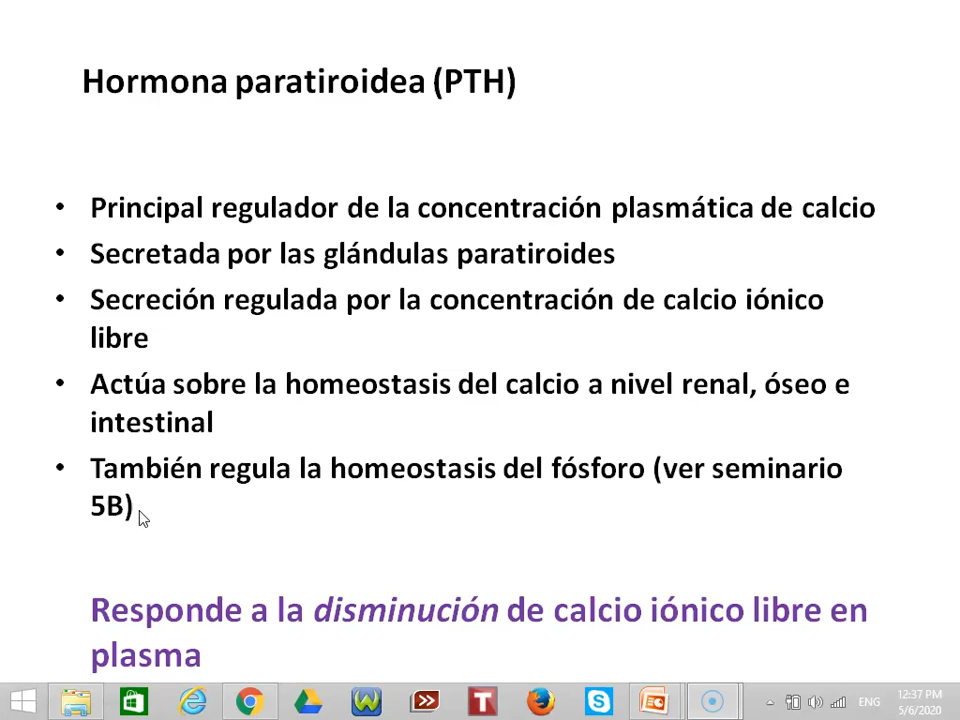 Hormona paratiroidea (PTH)
• Principal regulador de la concentración plasmática de calcio
• Secretada por las glándulas paratiroides
• Secreción regulada por la concentración de calcio iónico
libre
• Actúa sobre la homeostasis del calcio a nivel renal, óseo e
intestinal
• También regula la homeostasis del fósforo (ver seminario
5B)
Responde a la disminución de calcio iónico libre en
plasma
ENG
12:37 PM
5/6/2020